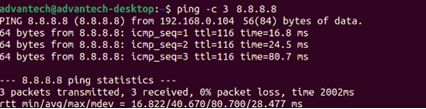 advantech@advantech-desktop:~$ ping -c 3 8.8.8.8
PING 8.8.8.8 (8.8.8.8) from 192.168.0.104 56(84) bytes of data.
64 bytes from 8.8.8.8: icmp_seq=1 ttl=116 time=16.8 ms
64 bytes from 8.8.8.8: icmp_seq=2 ttl=116 time=24.5 ms
64 bytes from 8.8.8.8: icmp_seq=3 ttl=116 time=80.7 ms
--- 8.8.8.8 ping statistics ---
3 packets transmitted, 3 received, 0% packet loss, time 2002ms
rtt min/avg/max/mdev = 16.822/40.670/80.700/28.477 ms